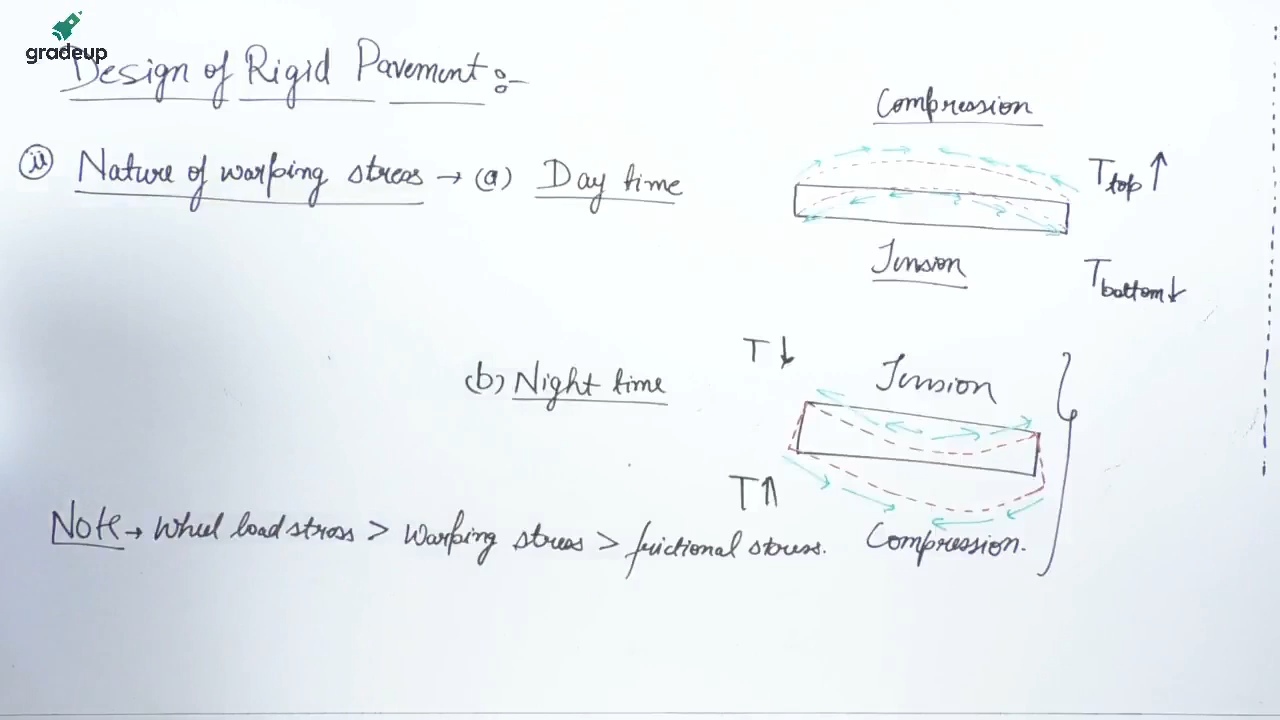 gradeup
Design of Rigid Pavement :-
Compression
(ii) Nature of warping stress → (a) Day time
T top ↑
Tension
T bottom ↓
T ↓
Tension
(b) Night time
T ↑
Note → Wheel load stress > Warping stress > frictional stress.
Compression.